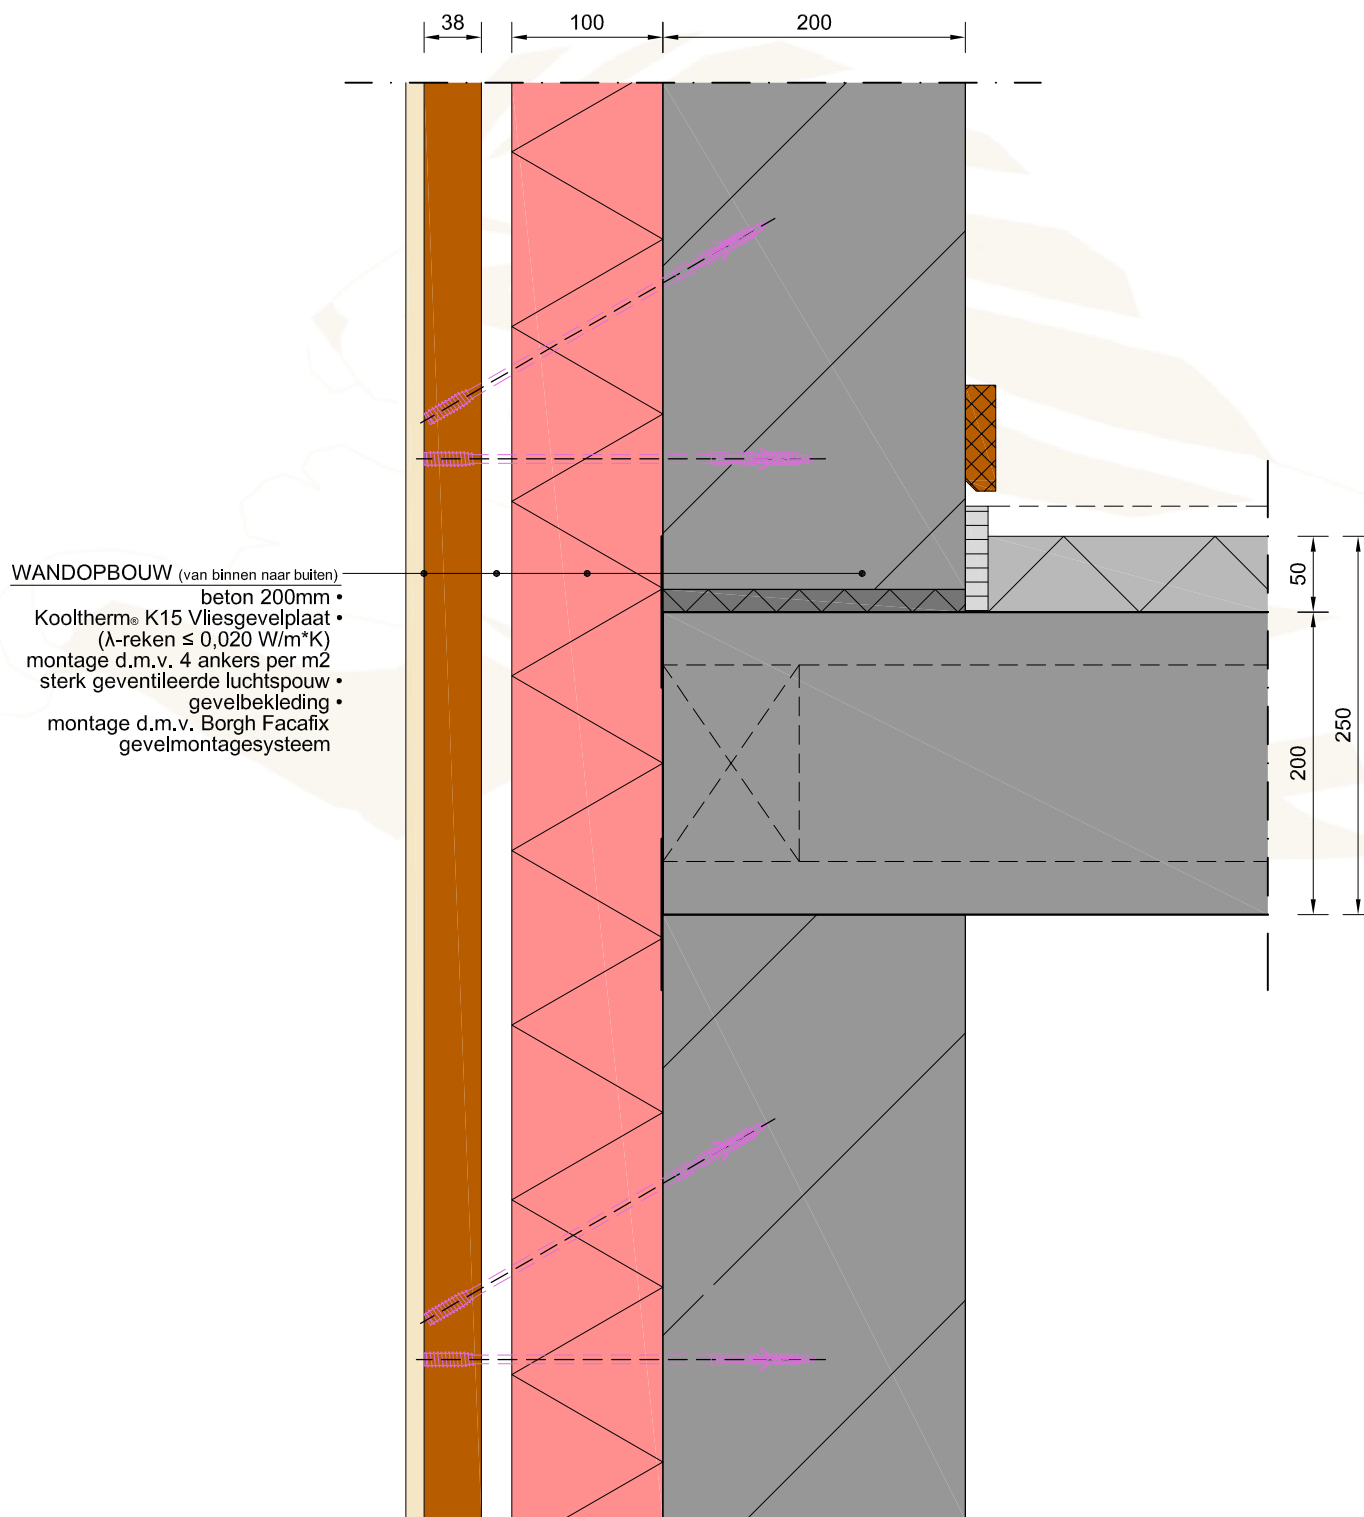 38
100
200
WANDOPBOUW (van binnen naar buiten)
beton 200mm •
Kooltherm® K15 Vliesgevelplaat •
(λ-reken ≤ 0,020 W/m*K)
montage d.m.v. 4 ankers per m2
sterk geventileerde luchtspouw •
gevelbekleding •
montage d.m.v. Borgh Facafix
gevelmontagesysteem
50
200
250